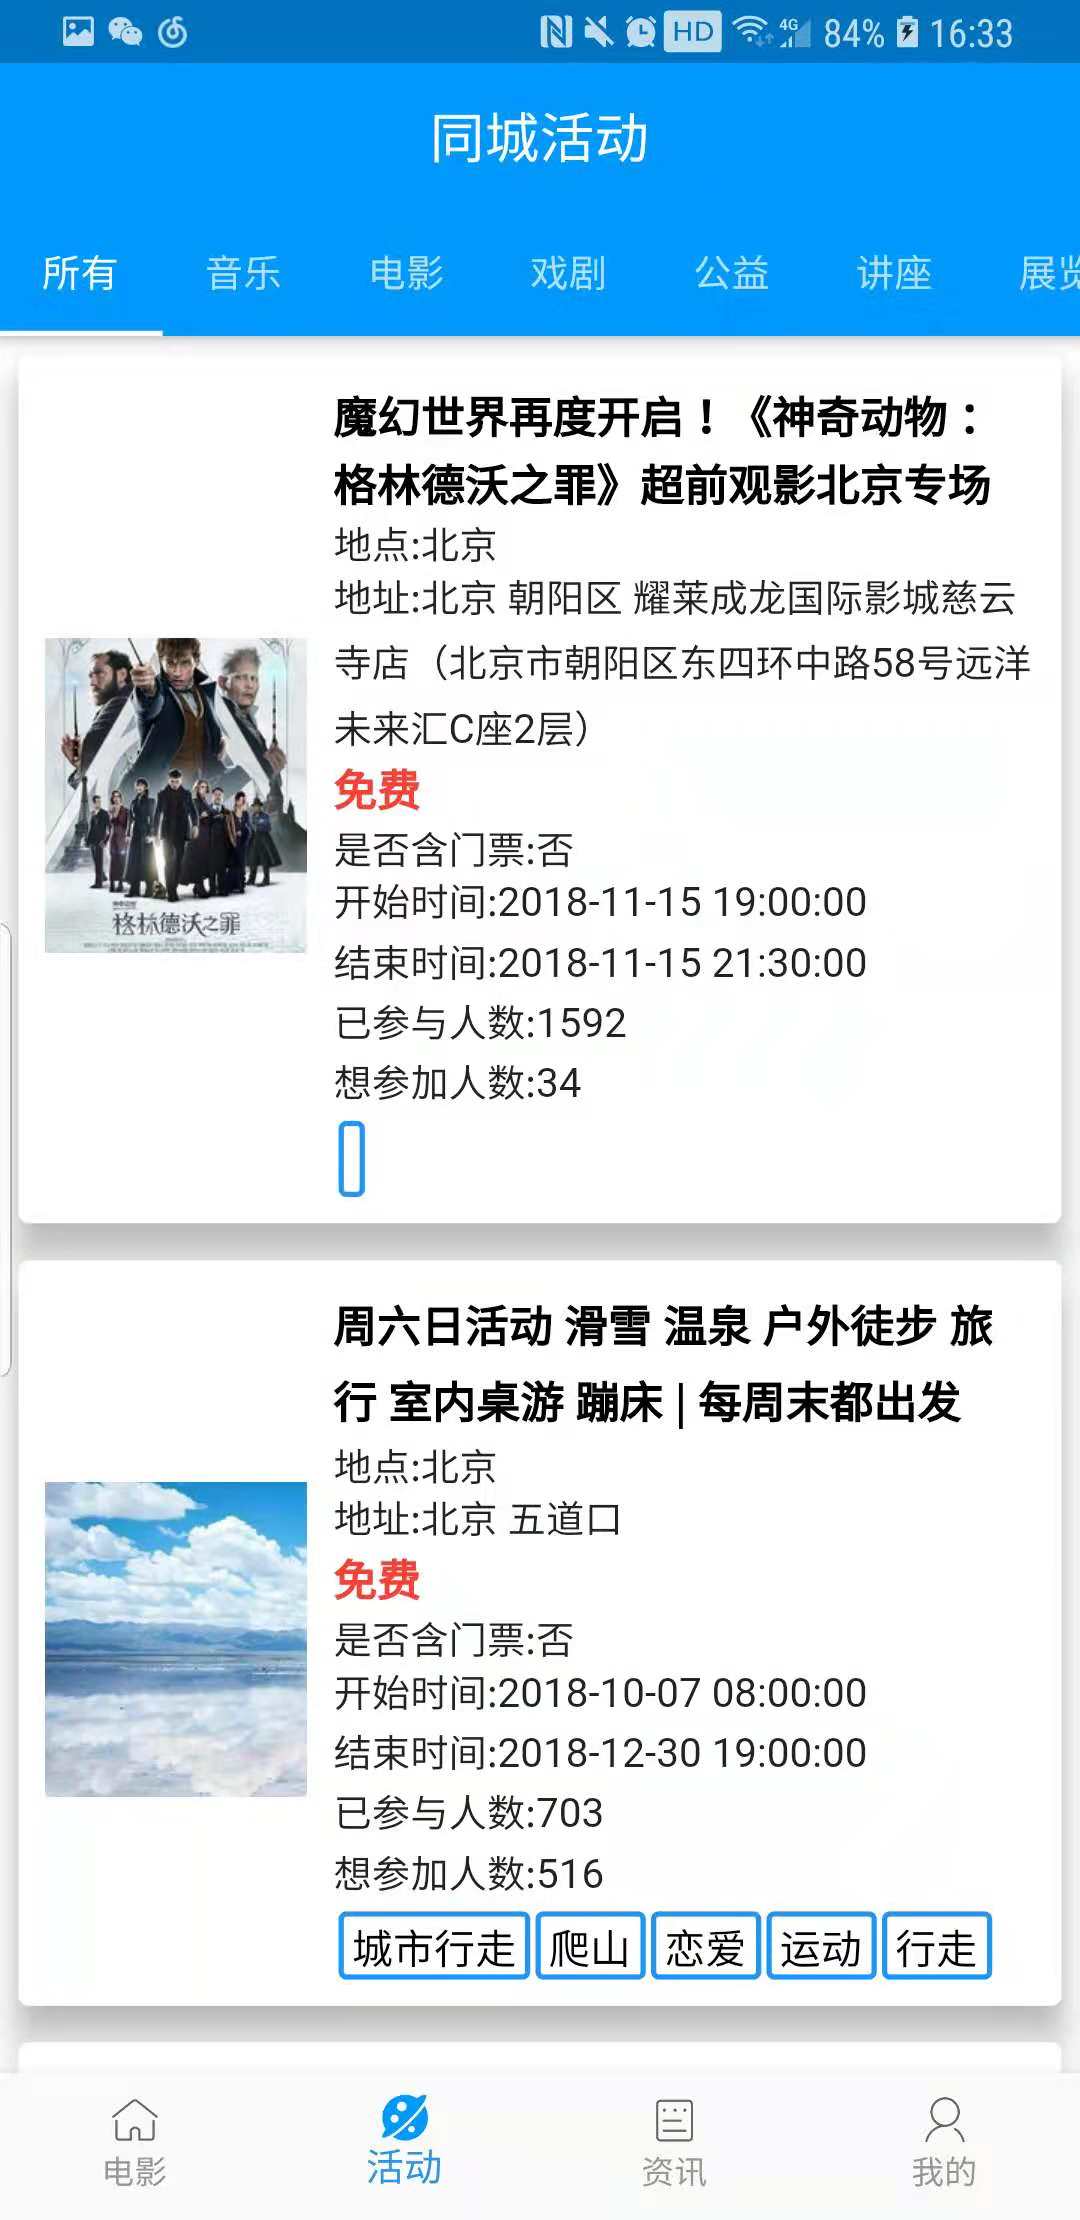 HD 4G 84% 16:33
同城活动
所有 音乐 电影 戏剧 公益 讲座 展览
魔幻世界再度开启！《神奇动物：
格林德沃之罪》超前观影北京专场
地点:北京
地址:北京 朝阳区 耀莱成龙国际影城慈云
寺店（北京市朝阳区东四环中路58号远洋
未来汇C座2层）
免费
是否含门票:否
开始时间:2018-11-15 19:00:00
结束时间:2018-11-15 21:30:00
已参与人数:1592
想参加人数:34
格林德沃之罪
周六日活动 滑雪 温泉 户外徒步 旅
行 室内桌游 蹦床 | 每周末都出发
地点:北京
地址:北京 五道口
免费
是否含门票:否
开始时间:2018-10-07 08:00:00
结束时间:2018-12-30 19:00:00
已参与人数:703
想参加人数:516
城市行走 爬山 恋爱 运动 行走
电影 活动 资讯 我的